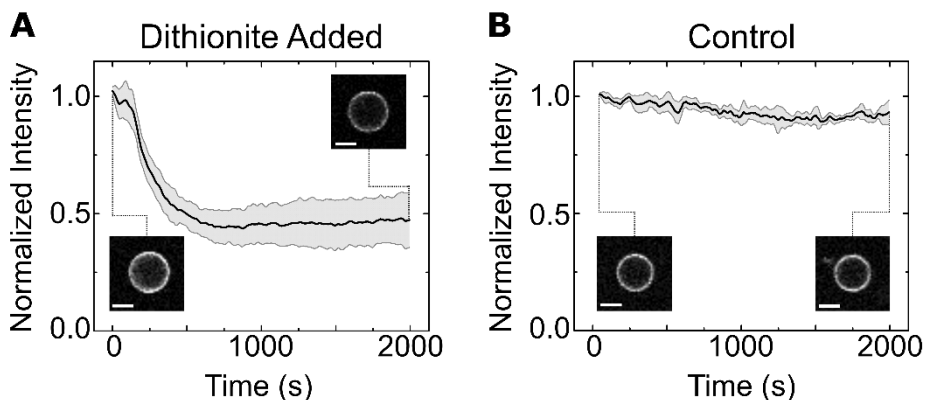 A
Dithionite Added
Normalized Intensity
1.0
0.5
0.0
0
1000
2000
Time (s)
B
Control
Normalized Intensity
1.0
0.5
0.0
0
1000
2000
Time (s)